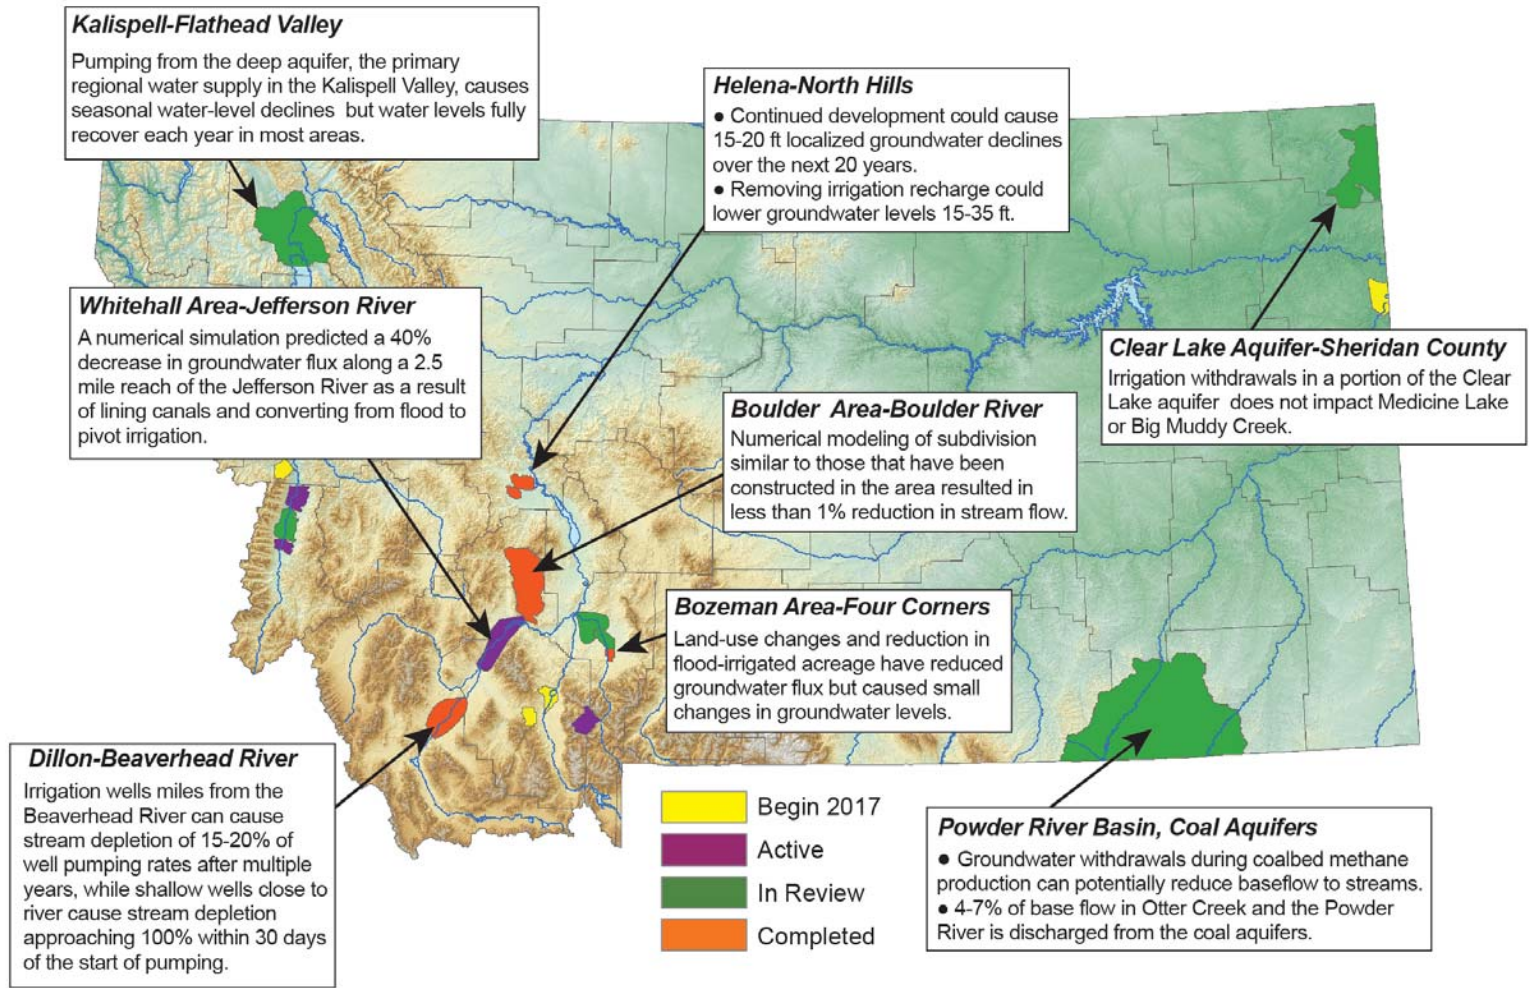 Kalispell-Flathead Valley
Pumping from the deep aquifer, the primary
regional water supply in the Kalispell Valley, causes
seasonal water-level declines but water levels fully
recover each year in most areas.
Helena-North Hills
● Continued development could cause
15-20 ft localized groundwater declines
over the next 20 years.
● Removing irrigation recharge could
lower groundwater levels 15-35 ft.
Whitehall Area-Jefferson River
A numerical simulation predicted a 40%
decrease in groundwater flux along a 2.5
mile reach of the Jefferson River as a result
of lining canals and converting from flood to
pivot irrigation.
Clear Lake Aquifer-Sheridan County
Irrigation withdrawals in a portion of the Clear
Lake aquifer does not impact Medicine Lake
or Big Muddy Creek.
Boulder Area-Boulder River
Numerical modeling of subdivision
similar to those that have been
constructed in the area resulted in
less than 1% reduction in stream flow.
Bozeman Area-Four Corners
Land-use changes and reduction in
flood-irrigated acreage have reduced
groundwater flux but caused small
changes in groundwater levels.
Dillon-Beaverhead River
Irrigation wells miles from the
Beaverhead River can cause
stream depletion of 15-20% of
well pumping rates after multiple
years, while shallow wells close to
river cause stream depletion
approaching 100% within 30 days
of the start of pumping.
Begin 2017
Active
In Review
Completed
Powder River Basin, Coal Aquifers
● Groundwater withdrawals during coalbed methane
production can potentially reduce baseflow to streams.
● 4-7% of base flow in Otter Creek and the Powder
River is discharged from the coal aquifers.